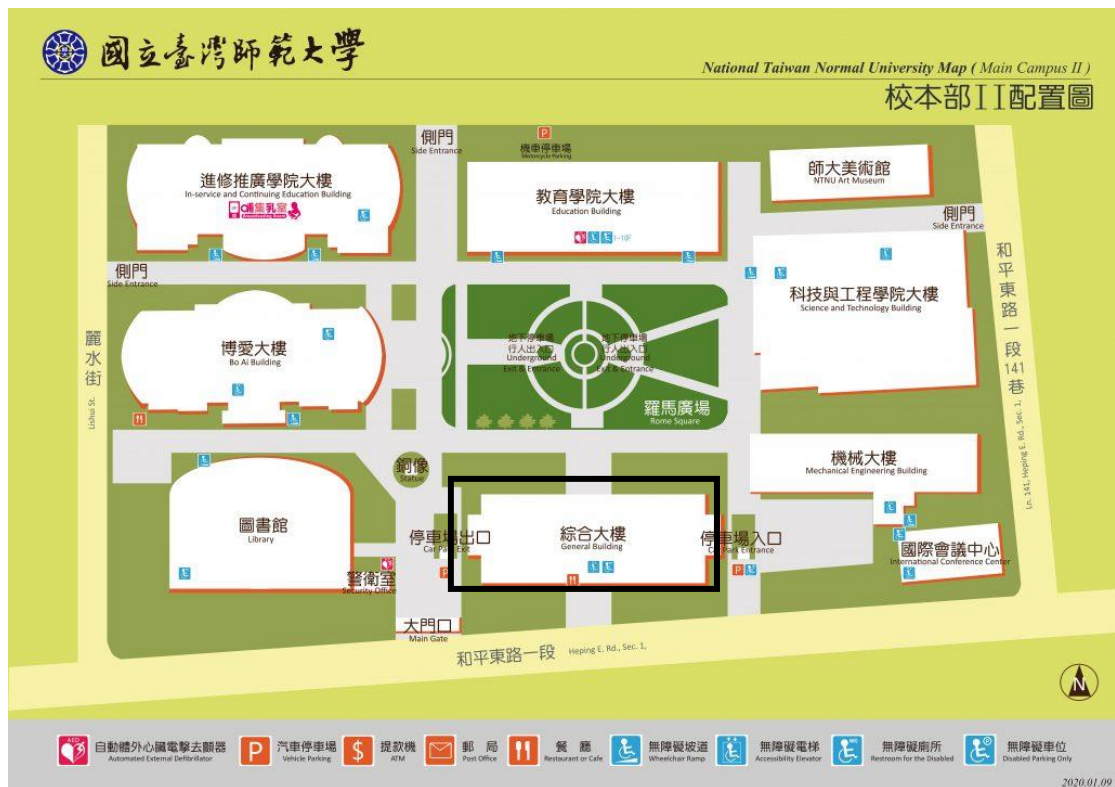 國立臺灣師範大學
National Taiwan Normal University Map ( Main Campus II )
校本部II配置圖
側門
Side Entrance
P
機車停車場
Motorcycle Parking
進修推廣學院大樓
In-service and Continuing Education Building
哺集乳室
Breastfeeding Room
教育學院大樓
Education Building
師大美術館
NTNU Art Museum
側門
Side Entrance
側門
Side Entrance
科技與工程學院大樓
Science and Technology Building
和平東路一段141巷
Ln. 141, Heping E. Rd., Sec. 1,
麗水街
Lishui St.
博愛大樓
Bo Ai Building
地下停車場
行人出入口
Underground
Exit & Entrance
地下停車場
行人出入口
Underground
Exit & Entrance
羅馬廣場
Rome Square
銅像
Statue
機械大樓
Mechanical Engineering Building
圖書館
Library
停車場出口
Car Park Exit
綜合大樓
General Building
停車場入口
Car Park Entrance
國際會議中心
International Conference Center
警衛室
Security Office
P
P
大門口
Main Gate
和平東路一段 Heping E. Rd., Sec. 1,
N
AED
自動體外心臟電擊去顫器
Automated External Defibrillator
P
汽車停車場
Vehicle Parking
$
提款機
ATM
郵局
Post Office
餐廳
Restaurant or Cafe
無障礙坡道
Wheelchair Ramp
無障礙電梯
Accessibility Elevator
WC
無障礙廁所
Restroom for the Disabled
P
無障礙車位
Disabled Parking Only
2020.01.09